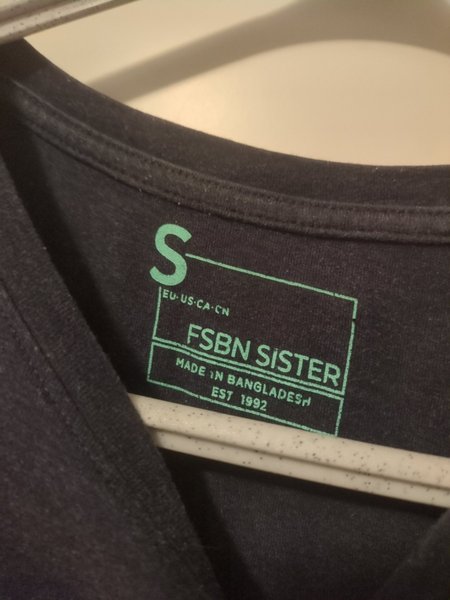 S
EU·US·CA·CN
FSBN SISTER
MADE IN BANGLADESH
EST 1992